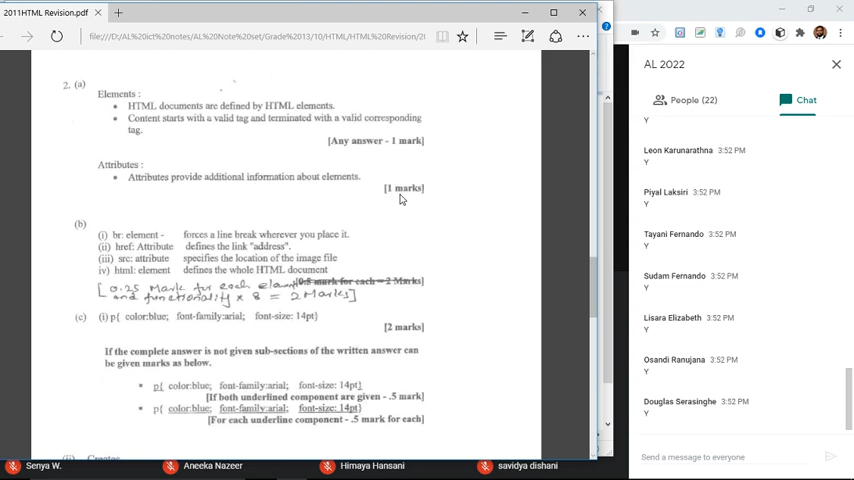 2011HTML Revision.pdf
file:///D:/AL%20ict%20notes/AL%20Note%20set/Grade%2013/10/HTML/HTML%20Revision/20
2. (a)
Elements :
• HTML documents are defined by HTML elements.
• Content starts with a valid tag and terminated with a valid corresponding
tag.
[Any answer - 1 mark]
Attributes :
• Attributes provide additional information about elements.
[1 marks]
(b)
(i) br: element - forces a line break wherever you place it.
(ii) href: Attribute defines the link "address".
(iii) src: attribute specifies the location of the image file
iv) html: element defines the whole HTML document
[0.5 mark for each = 2 Marks]
[ 0.25 Mark for each
and functionality × 8 = 2 Marks]
(c) (i) p{ color:blue; font-family:arial; font-size: 14pt}
[2 marks]
If the complete answer is not given sub-sections of the written answer can
be given marks as below.
▪ p{ color:blue; font-family:arial; font-size: 14pt}
[If both underlined component are given - .5 mark]
▪ p{ color:blue; font-family:arial; font-size: 14pt}
[For each underline component - .5 mark for each]
(ii) Creates
Senya W.
Aneeka Nazeer
Himaya Hansani
savidya dishani
AL 2022
People (22)
Chat
Y
Leon Karunarathna 3:52 PM
Y
Piyal Laksiri 3:52 PM
Y
Tayani Fernando 3:52 PM
Y
Sudam Fernando 3:52 PM
Y
Lisara Elizabeth 3:52 PM
Y
Osandi Ranujana 3:52 PM
Y
Douglas Serasinghe 3:52 PM
Y
Send a message to everyone